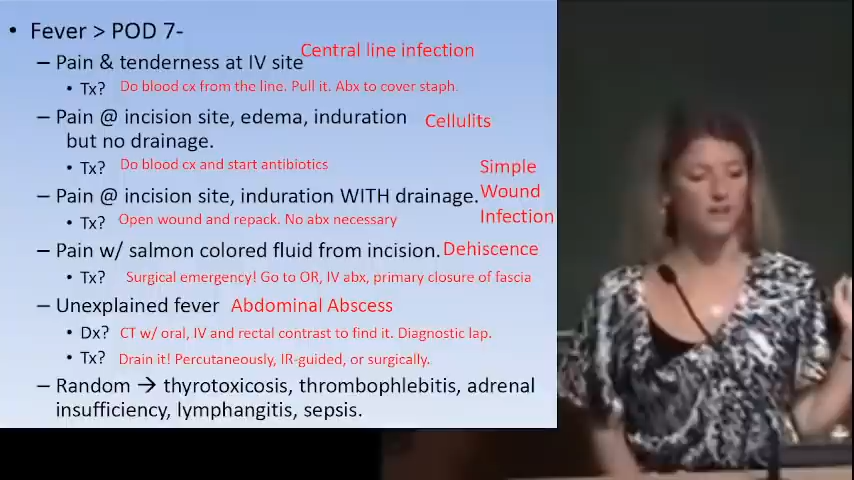 • Fever > POD 7-
– Pain & tenderness at IV site Central line infection
• Tx? Do blood cx from the line. Pull it. Abx to cover staph.
– Pain @ incision site, edema, induration Cellulits
but no drainage.
• Tx? Do blood cx and start antibiotics
Simple
– Pain @ incision site, induration WITH drainage. Wound
Infection
• Tx? Open wound and repack. No abx necessary
– Pain w/ salmon colored fluid from incision. Dehiscence
• Tx? Surgical emergency! Go to OR, IV abx, primary closure of fascia
– Unexplained fever Abdominal Abscess
• Dx? CT w/ oral, IV and rectal contrast to find it. Diagnostic lap.
• Tx? Drain it! Percutaneously, IR-guided, or surgically.
– Random → thyrotoxicosis, thrombophlebitis, adrenal
insufficiency, lymphangitis, sepsis.